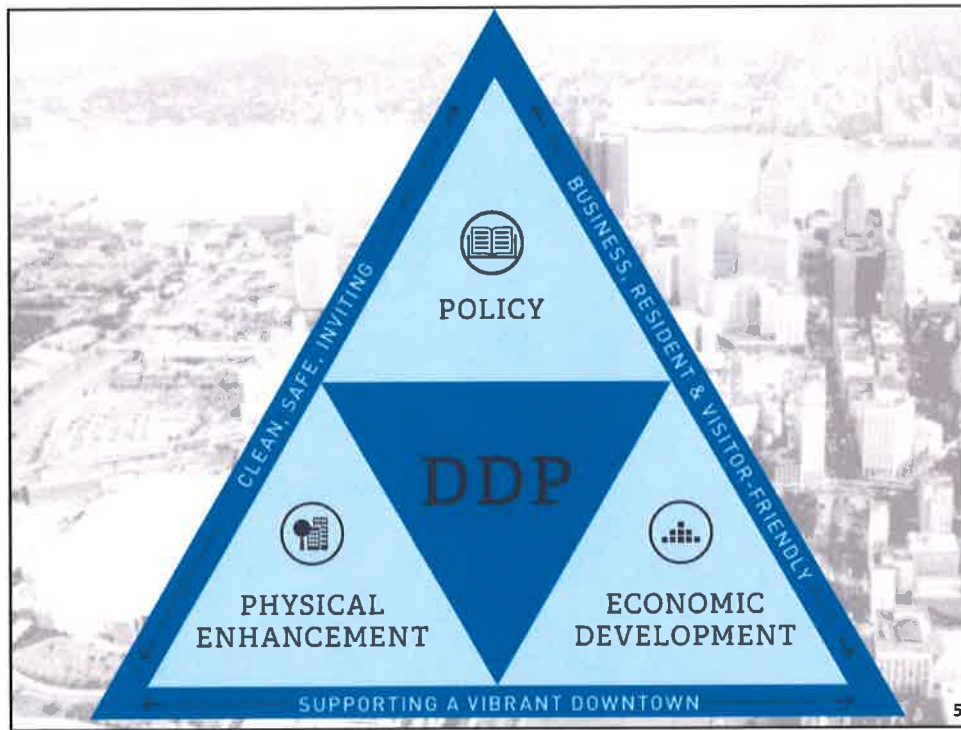 POLICY
CLEAN, SAFE, INVITING
BUSINESS, RESIDENT & VISITOR-FRIENDLY
DDP
PHYSICAL
ENHANCEMENT
ECONOMIC
DEVELOPMENT
SUPPORTING A VIBRANT DOWNTOWN
5